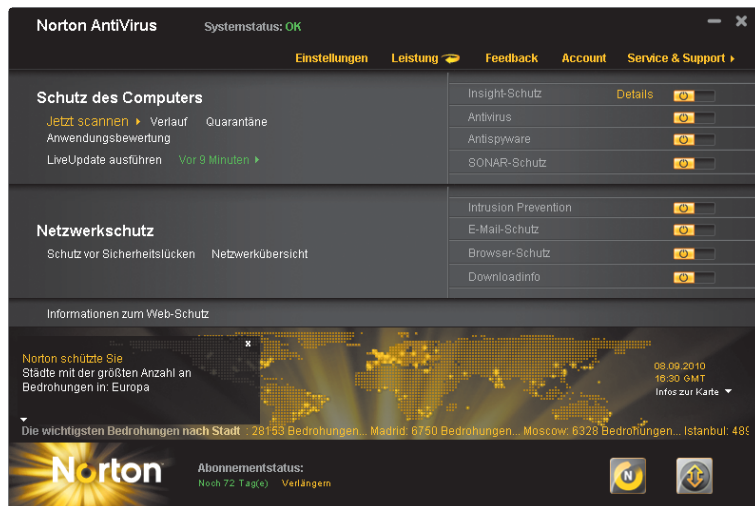 Norton AntiVirus Systemstatus: OK
Einstellungen Leistung Feedback Account Service & Support
Schutz des Computers
Jetzt scannen Verlauf Quarantäne
Anwendungsbewertung
LiveUpdate ausführen Vor 9 Minuten
Insight-Schutz Details
Antivirus
Antispyware
SONAR-Schutz
Netzwerkschutz
Schutz vor Sicherheitslücken Netzwerkübersicht
Intrusion Prevention
E-Mail-Schutz
Browser-Schutz
Downloadinfo
Informationen zum Web-Schutz
x
Norton schützte Sie
Städte mit der größten Anzahl an
Bedrohungen in: Europa
08.09.2010
16:30 GMT
Infos zur Karte
Die wichtigsten Bedrohungen nach Stadt : 28153 Bedrohungen... Madrid: 6750 Bedrohungen... Moscow: 6328 Bedrohungen... Istanbul: 489
Norton
Abonnementstatus:
Noch 72 Tag(e) Verlängern
N